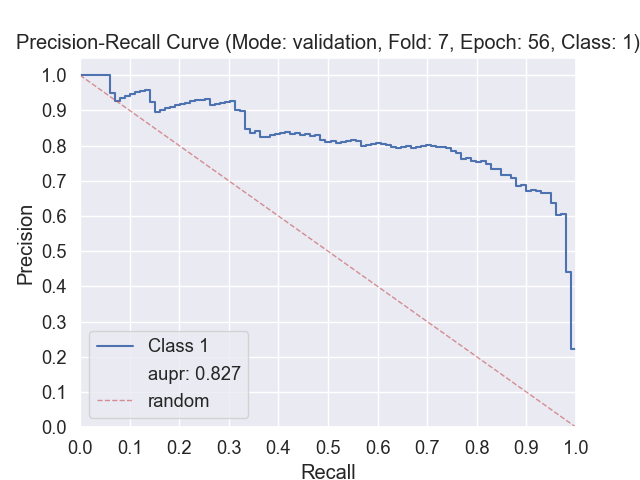 Precision-Recall Curve (Mode: validation, Fold: 7, Epoch: 56, Class: 1)
1.0
0.9
0.8
0.7
0.6
0.5
0.4
0.3
0.2
0.1
0.0
Precision
Class 1
aupr: 0.827
random
0.0 0.1 0.2 0.3 0.4 0.5 0.6 0.7 0.8 0.9 1.0
Recall